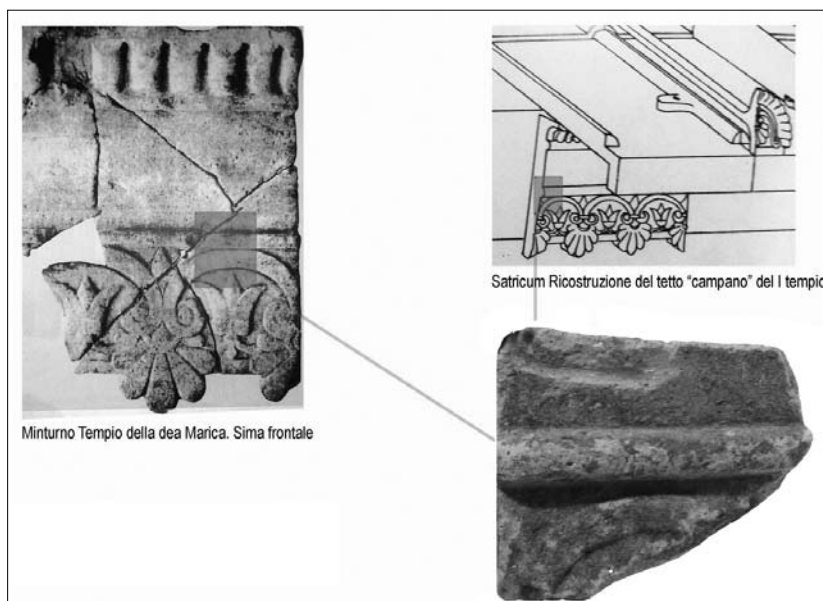 Satricum Ricostruzione del tetto "campano" del I tempio
Minturno Tempio della dea Marica. Sima frontale